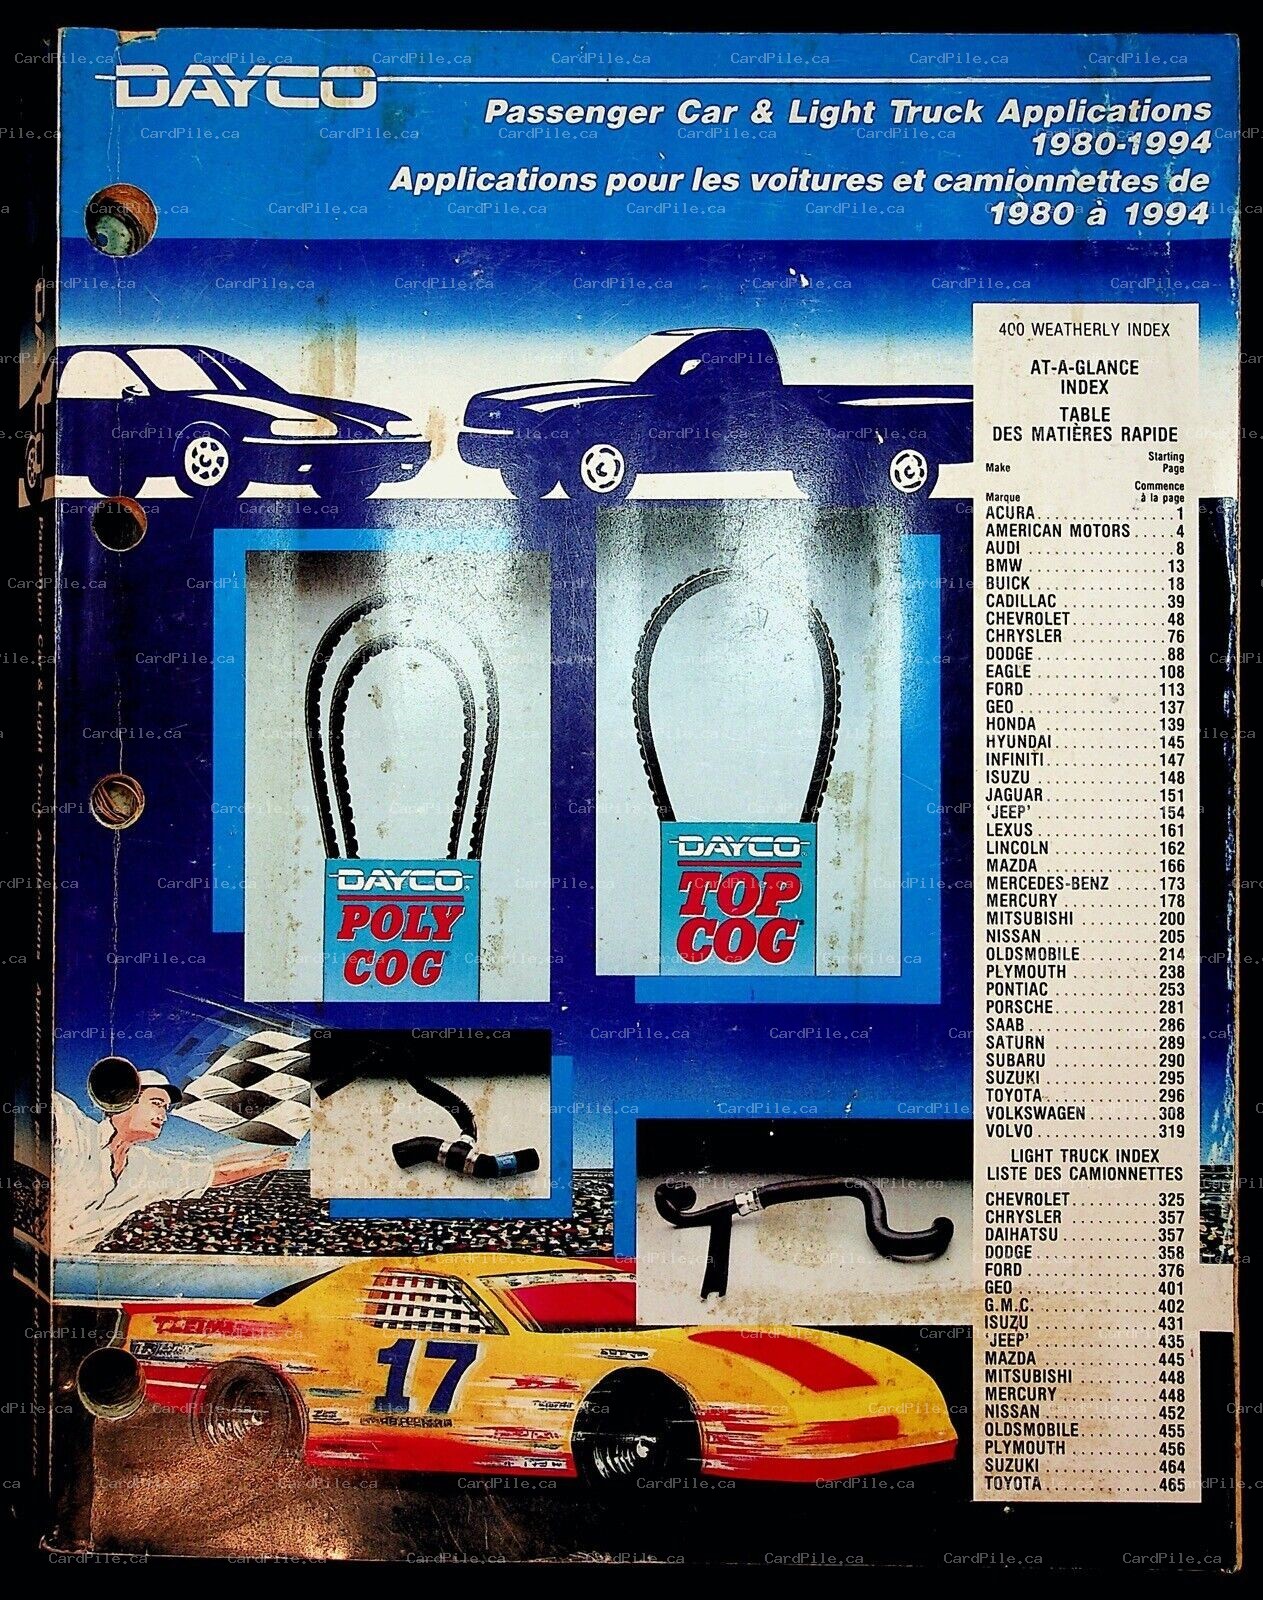 DAYCO
Passenger Car & Light Truck Applications
1980-1994
Applications pour les voitures et camionnettes de
1980 à 1994
400 WEATHERLY INDEX
AT-A-GLANCE
INDEX
TABLE
DES MATIÈRES RAPIDE
Make Starting Page
Marque Commence à la page
ACURA 1
AMERICAN MOTORS 4
AUDI 8
BMW 13
BUICK 18
CADILLAC 39
CHEVROLET 48
CHRYSLER 76
DODGE 88
EAGLE 108
FORD 113
GEO 137
HONDA 139
HYUNDAI 145
INFINITI 147
ISUZU 148
JAGUAR 151
'JEEP' 154
LEXUS 161
LINCOLN 162
MAZDA 166
MERCEDES-BENZ 173
MERCURY 178
MITSUBISHI 200
NISSAN 205
OLDSMOBILE 214
PLYMOUTH 238
PONTIAC 253
PORSCHE 281
SAAB 286
SATURN 289
SUBARU 290
SUZUKI 295
TOYOTA 296
VOLKSWAGEN 308
VOLVO 319
LIGHT TRUCK INDEX
LISTE DES CAMIONNETTES
CHEVROLET 325
CHRYSLER 357
DAIHATSU 357
DODGE 358
FORD 376
GEO 401
G.M.C. 402
ISUZU 431
'JEEP' 435
MAZDA 445
MITSUBISHI 448
MERCURY 448
NISSAN 452
OLDSMOBILE 455
PLYMOUTH 456
SUZUKI 464
TOYOTA 465
DAYCO
POLY
COG
DAYCO
TOP
COG
17
CardPile.ca